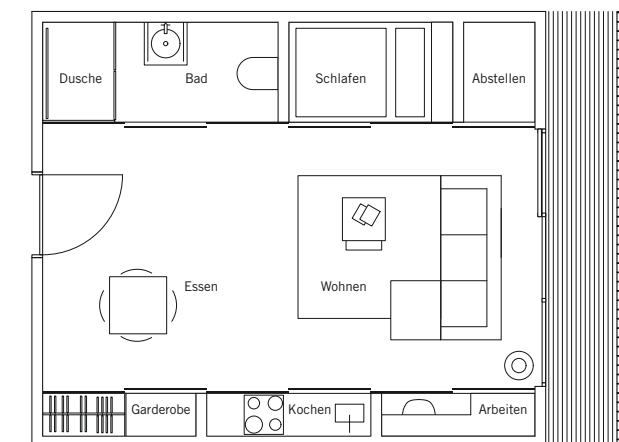 Dusche
Bad
Schlafen
Abstellen
Essen
Wohnen
Garderobe
Kochen
Arbeiten